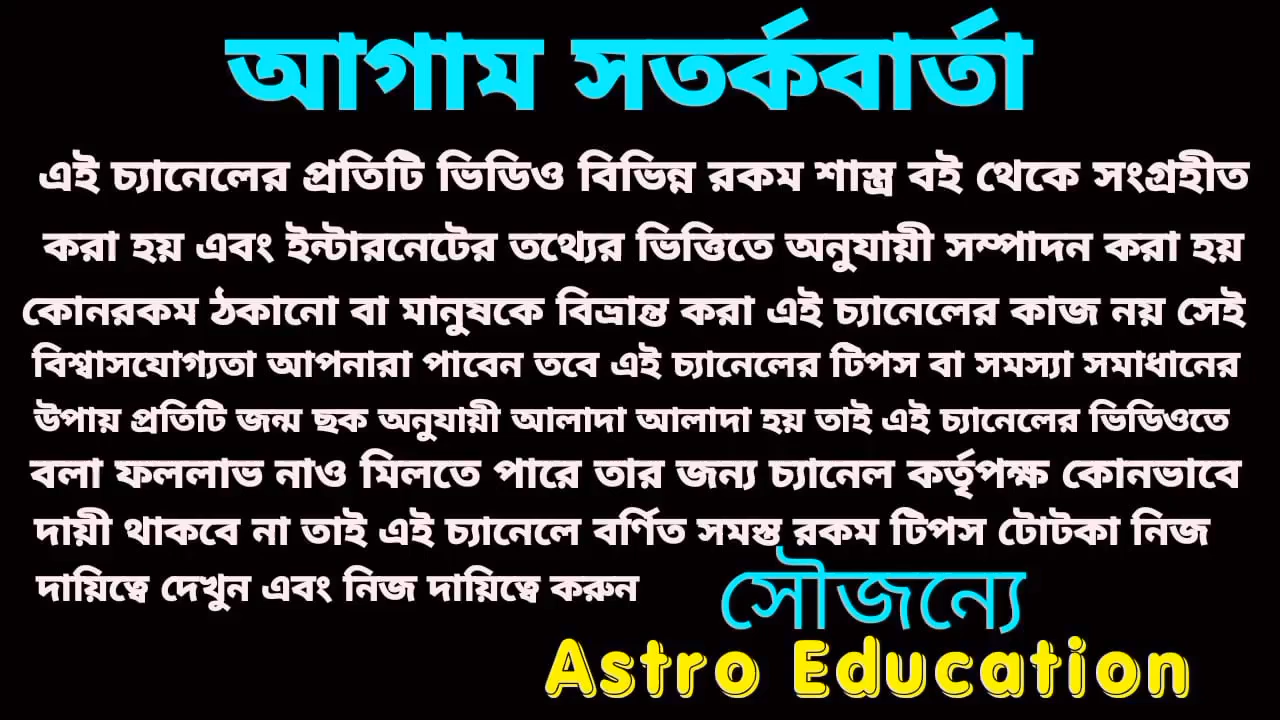 আগাম সতর্কবার্তা
এই চ্যানেলের প্রতিটি ভিডিও বিভিন্ন রকম শাস্ত্র বই থেকে সংগ্রহীত
করা হয় এবং ইন্টারনেটের তথ্যের ভিত্তিতে অনুযায়ী সম্পাদন করা হয়
কোনরকম ঠকানো বা মানুষকে বিভ্রান্ত করা এই চ্যানেলের কাজ নয় সেই
বিশ্বাসযোগ্যতা আপনারা পাবেন তবে এই চ্যানেলের টিপস বা সমস্যা সমাধানের
উপায় প্রতিটি জন্ম ছক অনুযায়ী আলাদা আলাদা হয় তাই এই চ্যানেলের ভিডিওতে
বলা ফললাভ নাও মিলতে পারে তার জন্য চ্যানেল কর্তৃপক্ষ কোনভাবে
দায়ী থাকবে না তাই এই চ্যানেলে বর্ণিত সমস্ত রকম টিপস টোটকা নিজ
দায়িত্বে দেখুন এবং নিজ দায়িত্বে করুন
সৌজন্যে
Astro Education